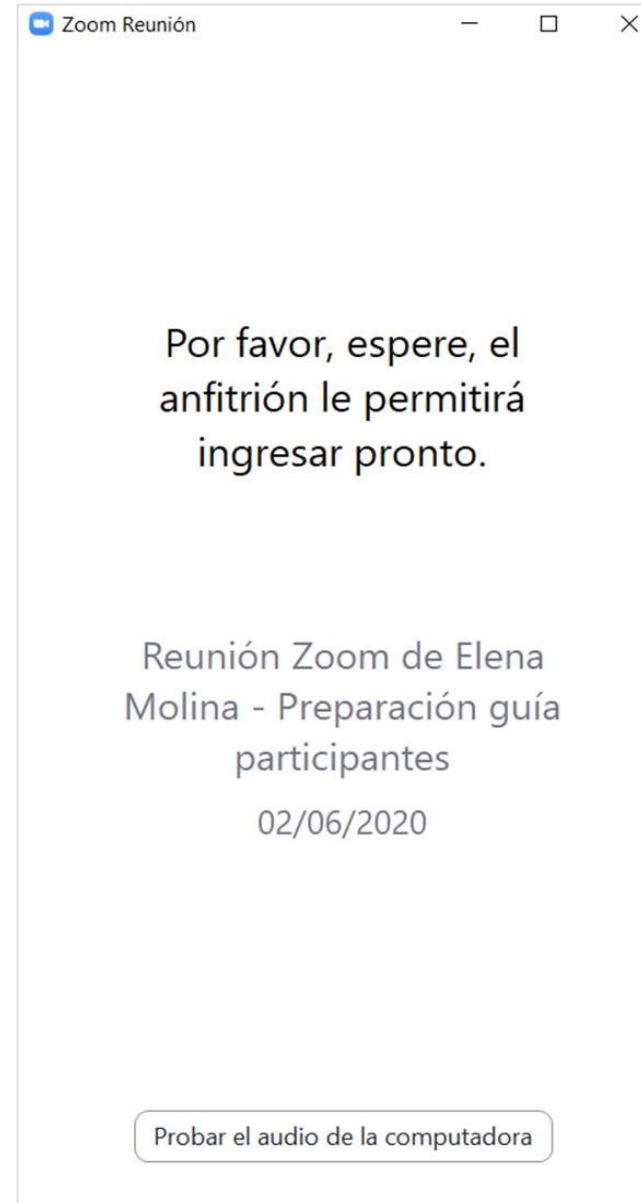 Zoom Reunión
Por favor, espere, el
anfitrión le permitirá
ingresar pronto.
Reunión Zoom de Elena
Molina - Preparación guía
participantes
02/06/2020
Probar el audio de la computadora